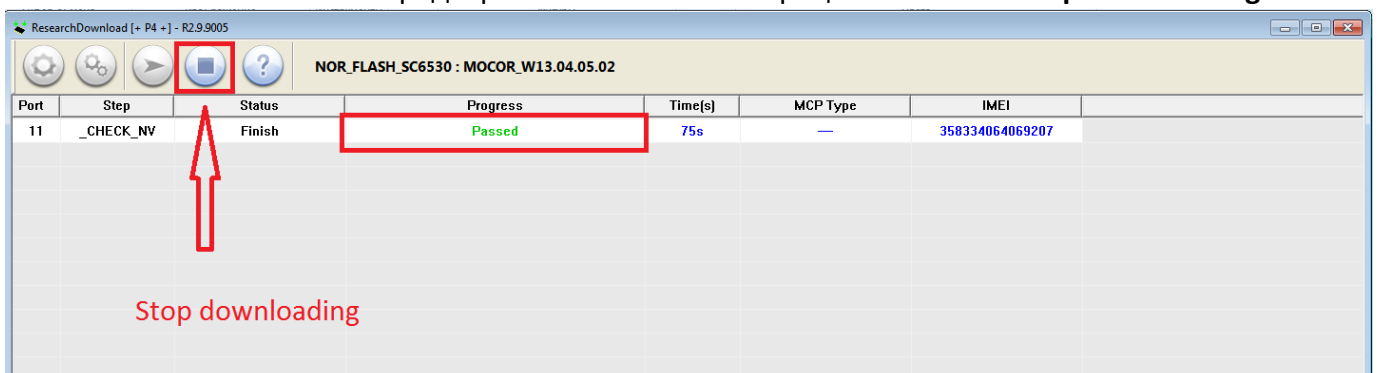 ResearchDownload [+ P4 +] - R2.9.9005
NOR_FLASH_SC6530 : MOCOR_W13.04.05.02
Port Step Status Progress Time(s) MCP Type IMEI
11 _CHECK_NV Finish Passed 75s — 358334064069207
Stop downloading